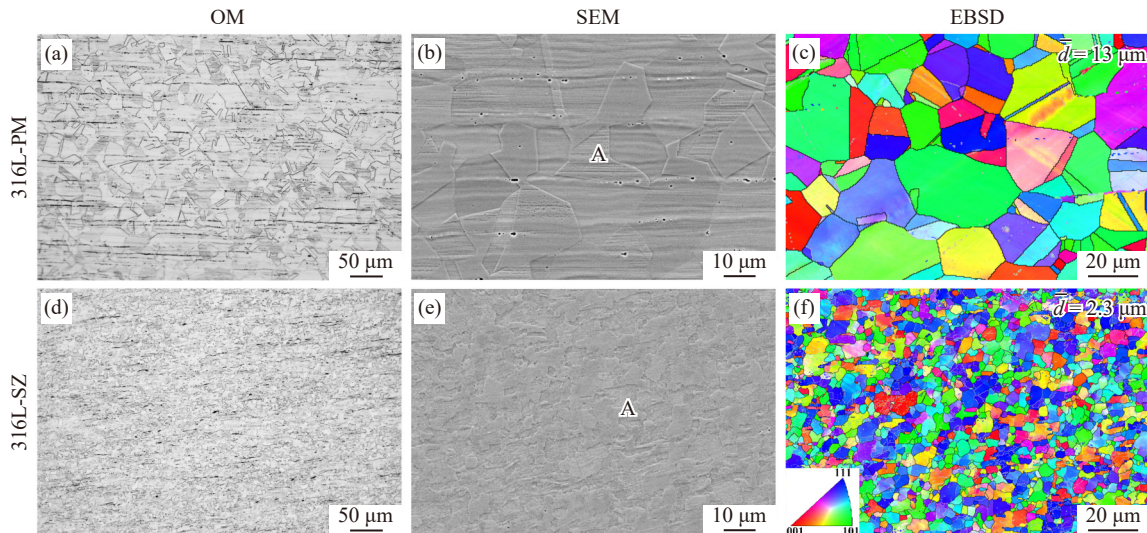 OM SEM EBSD
316L-PM
(a)
50 μm
(b)
A
10 μm
(c)
d̅ = 13 μm
20 μm
316L-SZ
(d)
50 μm
(e)
A
10 μm
(f)
d̅ = 2.3 μm
111
001 101
20 μm